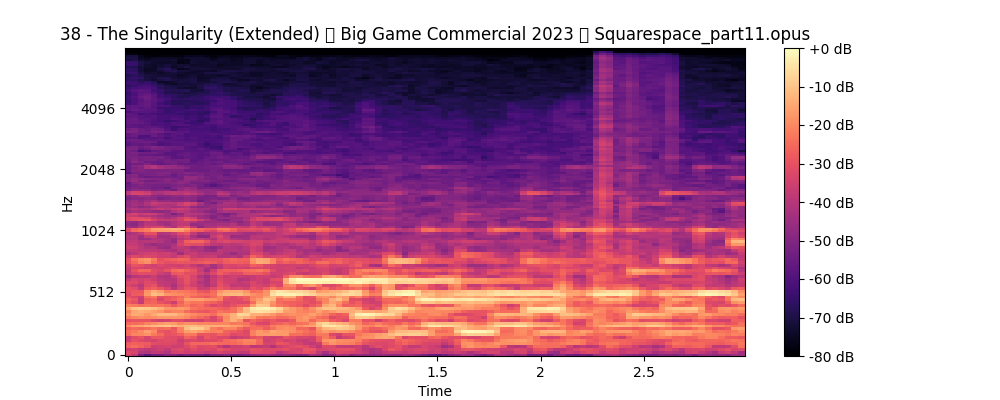 38 - The Singularity (Extended) ▯ Big Game Commercial 2023 ▯ Squarespace_part11.opus
+0 dB
-10 dB
-20 dB
-30 dB
-40 dB
-50 dB
-60 dB
-70 dB
-80 dB
4096
2048
1024
512
0
Hz
0 0.5 1 1.5 2 2.5
Time